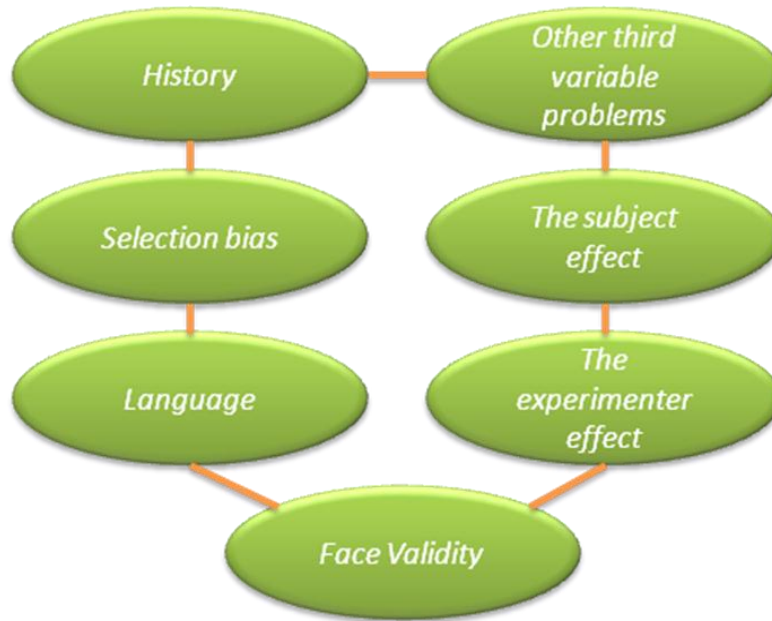 History
Other third
variable
problems
Selection bias
The subject
effect
Language
The
experimenter
effect
Face Validity